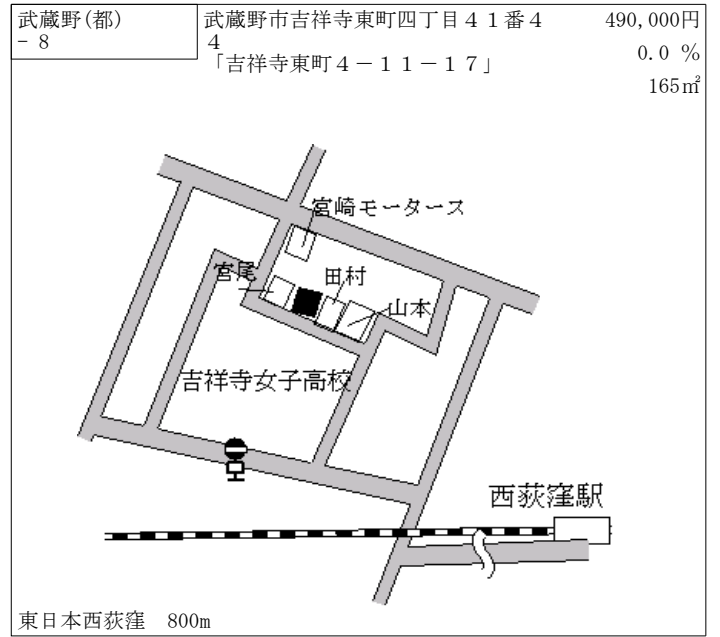 武蔵野(都)
－８
武蔵野市吉祥寺東町四丁目４１番４
４
「吉祥寺東町４－１１－１７」
490,000円
0.0 %
165㎡
宮崎モータース
宮尾
田村
山本
吉祥寺女子高校
西荻窪駅
東日本西荻窪　800m